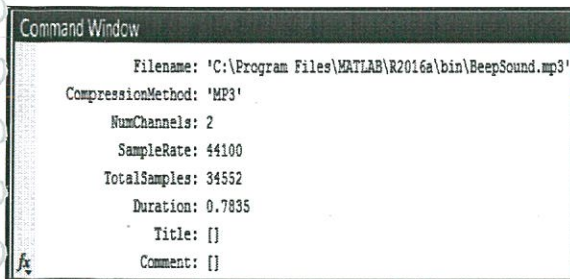 Command Window
Filename: 'C:\Program Files\MATLAB\R2016a\bin\BeepSound.mp3'
CompressionMethod: 'MP3'
NumChannels: 2
SampleRate: 44100
TotalSamples: 34552
Duration: 0.7835
Title: []
fx Comment: []